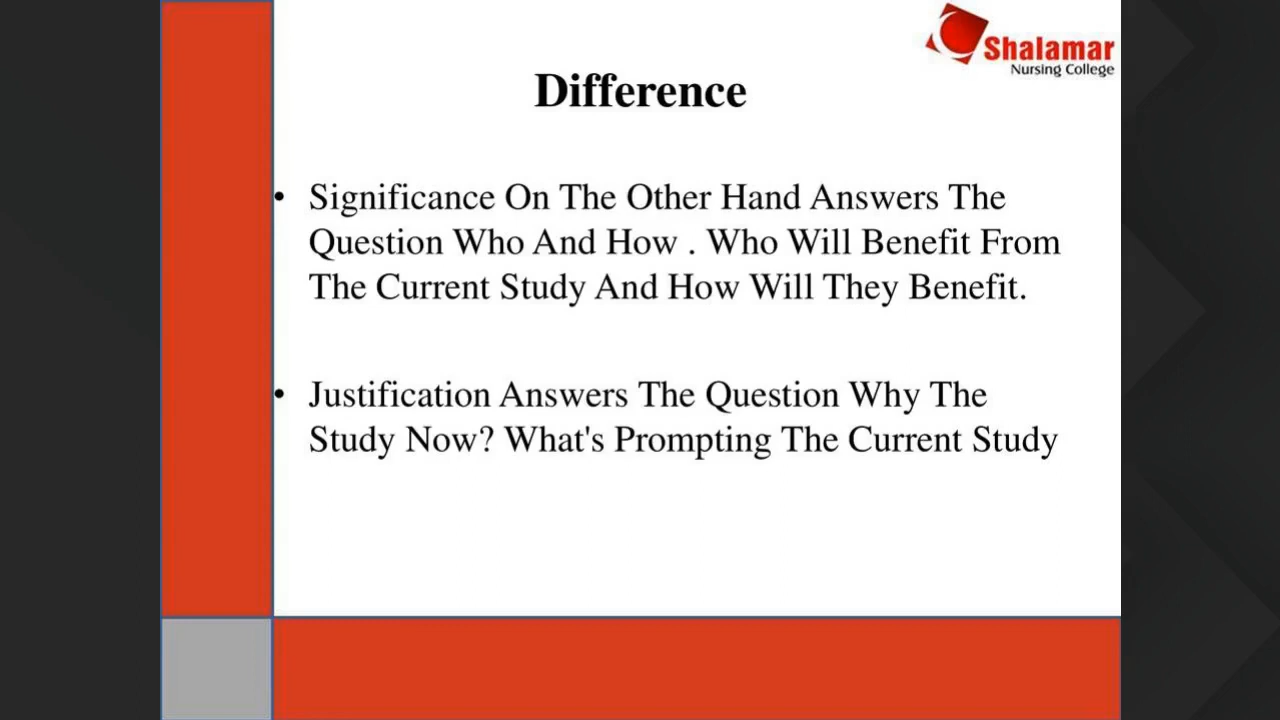 Shalamar
Nursing College
Difference
• Significance On The Other Hand Answers The
Question Who And How . Who Will Benefit From
The Current Study And How Will They Benefit.
• Justification Answers The Question Why The
Study Now? What's Prompting The Current Study